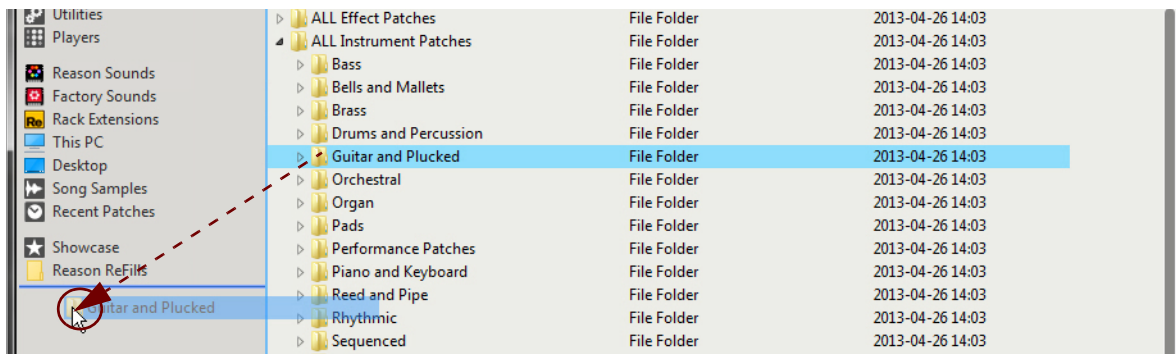 Utilities
Players
Reason Sounds
Factory Sounds
Re Rack Extensions
This PC
Desktop
Song Samples
Recent Patches
Showcase
Reason ReFills
Guitar and Plucked
ALL Effect Patches File Folder 2013-04-26 14:03
ALL Instrument Patches File Folder 2013-04-26 14:03
Bass File Folder 2013-04-26 14:03
Bells and Mallets File Folder 2013-04-26 14:03
Brass File Folder 2013-04-26 14:03
Drums and Percussion File Folder 2013-04-26 14:03
Guitar and Plucked File Folder 2013-04-26 14:03
Orchestral File Folder 2013-04-26 14:03
Organ File Folder 2013-04-26 14:03
Pads File Folder 2013-04-26 14:03
Performance Patches File Folder 2013-04-26 14:03
Piano and Keyboard File Folder 2013-04-26 14:03
Reed and Pipe File Folder 2013-04-26 14:03
Rhythmic File Folder 2013-04-26 14:03
Sequenced File Folder 2013-04-26 14:03